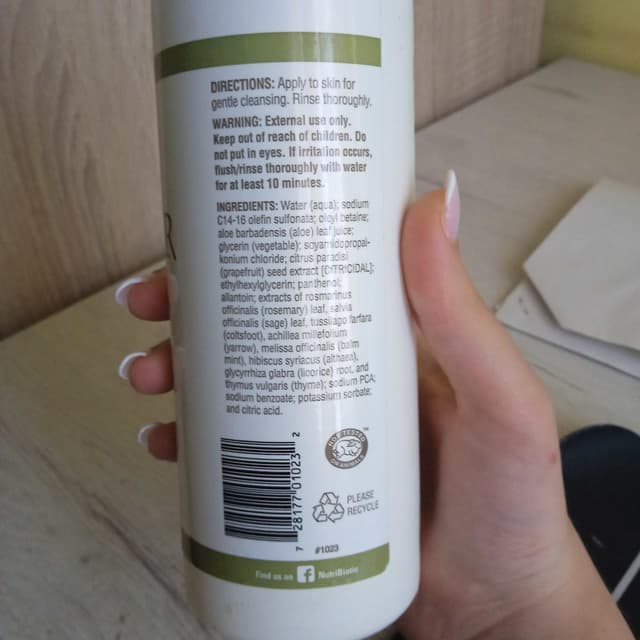 DIRECTIONS: Apply to skin for
gentle cleansing. Rinse thoroughly.
WARNING: External use only.
Keep out of reach of children. Do
not put in eyes. If irritation occurs,
flush/rinse thoroughly with water
for at least 10 minutes.
R
INGREDIENTS: Water (aqua); sodium
C14-16 olefin sulfonate; oleyl betaine;
aloe barbadensis (aloe) leaf juice;
glycerin (vegetable); soyamidopropal-
konium chloride; citrus paradisi
(grapefruit) seed extract [CITRICIDAL];
ethylhexylglycerin; panthenol;
allantoin; extracts of rosmarinus
officinalis (rosemary) leaf, salvia
officinalis (sage) leaf, tussilago farfara
(coltsfoot), achillea millefolium
(yarrow), melissa officinalis (balm
mint), hibiscus syriacus (althaea),
glycyrrhiza glabra (licorice) root, and
thymus vulgaris (thyme); sodium PCA;
sodium benzoate; potassium sorbate;
and citric acid.
7 28177 01023 2
NOT TESTED
ON ANIMALS
TM
PLEASE
RECYCLE
#1023
Find us on f NutriBiotic